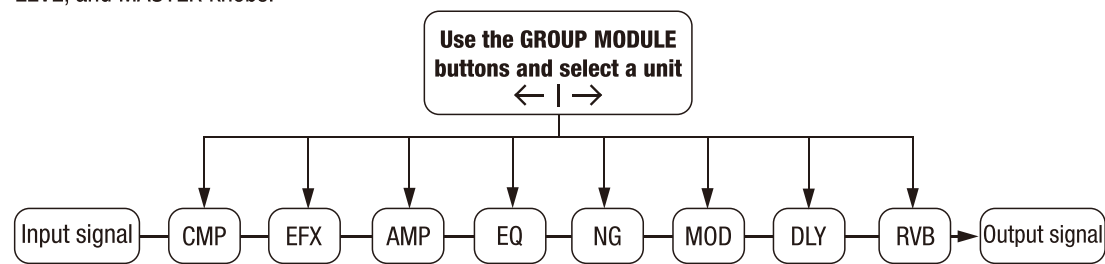 Use the GROUP MODULE
buttons and select a unit
← | →
Input signal CMP EFX AMP EQ NG MOD DLY RVB Output signal